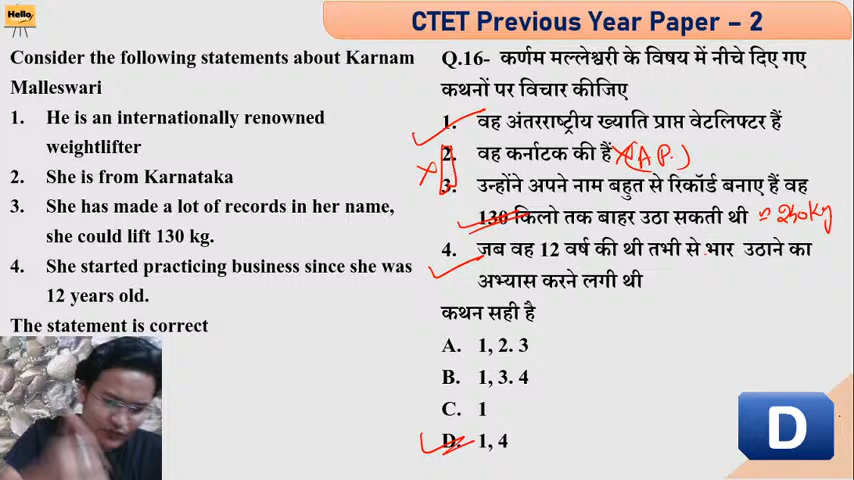 Hello
CTET Previous Year Paper – 2
Consider the following statements about Karnam
Malleswari
1. He is an internationally renowned
weightlifter
2. She is from Karnataka
3. She has made a lot of records in her name,
she could lift 130 kg.
4. She started practicing business since she was
12 years old.
The statement is correct
Q.16- कर्णम मल्लेश्वरी के विषय में नीचे दिए गए
कथनों पर विचार कीजिए
1. वह अंतरराष्ट्रीय ख्याति प्राप्त वेटलिफ्टर हैं
2. वह कर्नाटक की हैं (A.P.)
3. उन्होंने अपने नाम बहुत से रिकॉर्ड बनाए हैं वह
130 किलो तक बाहर उठा सकती थी = 240 kg
4. जब वह 12 वर्ष की थी तभी से भार उठाने का
अभ्यास करने लगी थी
कथन सही है
A. 1, 2. 3
B. 1, 3. 4
C. 1
D. 1, 4
D